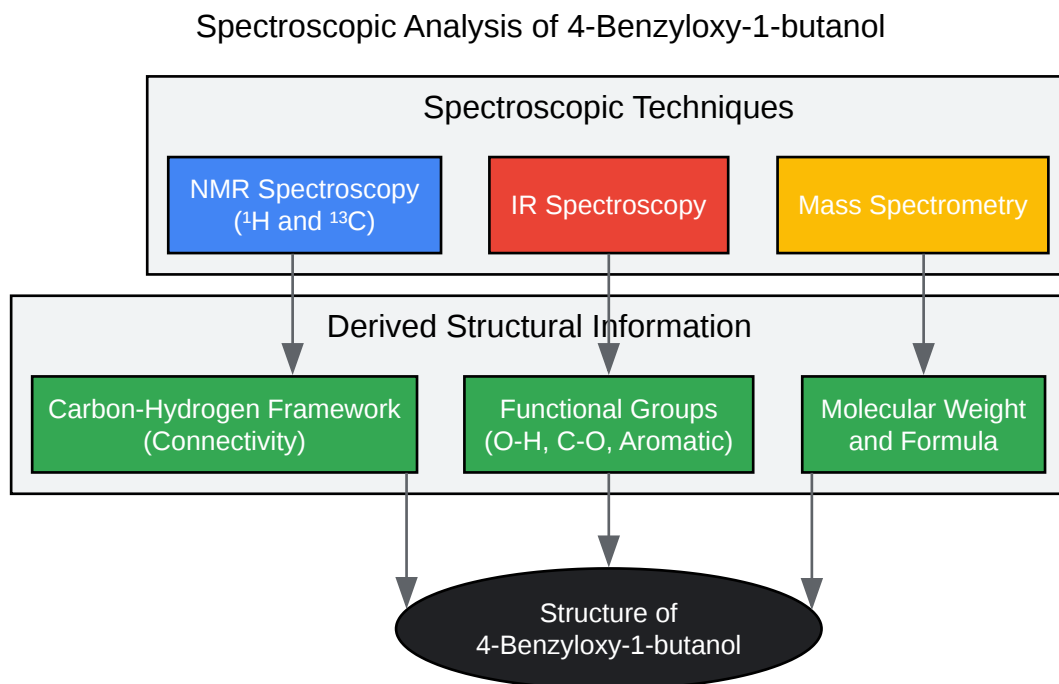 Spectroscopic Analysis of 4-Benzyloxy-1-butanol
Spectroscopic Techniques
NMR Spectroscopy
(¹H and ¹³C)
IR Spectroscopy
Mass Spectrometry
Derived Structural Information
Carbon-Hydrogen Framework
(Connectivity)
Functional Groups
(O-H, C-O, Aromatic)
Molecular Weight
and Formula
Structure of
4-Benzyloxy-1-butanol